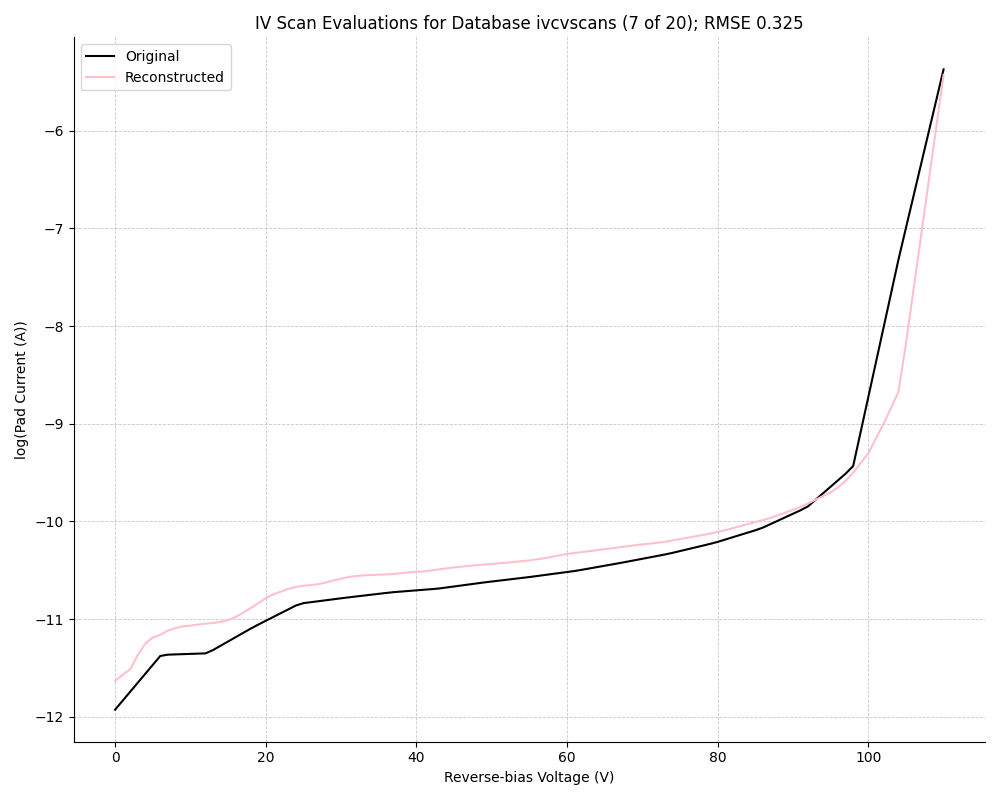 IV Scan Evaluations for Database ivcvscans (7 of 20); RMSE 0.325
Original
Reconstructed
−6
−7
−8
−9
−10
−11
−12
log(Pad Current (A))
0 20 40 60 80 100
Reverse-bias Voltage (V)